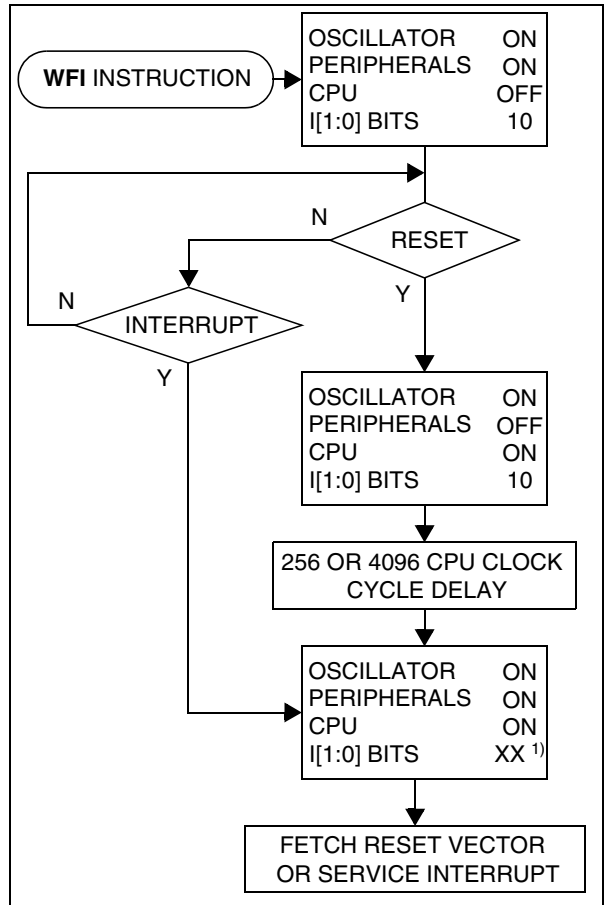 WFI INSTRUCTION
OSCILLATOR ON
PERIPHERALS ON
CPU OFF
I[1:0] BITS 10
N
RESET
Y
N
INTERRUPT
Y
OSCILLATOR ON
PERIPHERALS OFF
CPU ON
I[1:0] BITS 10
256 OR 4096 CPU CLOCK
CYCLE DELAY
OSCILLATOR ON
PERIPHERALS ON
CPU ON
I[1:0] BITS XX 1)
FETCH RESET VECTOR
OR SERVICE INTERRUPT